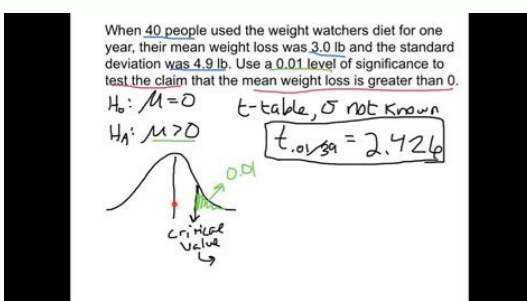 When 40 people used the weight watchers diet for one
year, their mean weight loss was 3.0 lb and the standard
deviation was 4.9 lb. Use a 0.01 level of significance to
test the claim that the mean weight loss is greater than 0.
H₀: μ=0
t-table, σ not known
Hₐ: μ>0
t.01,39 = 2.426
0.01
critical
value